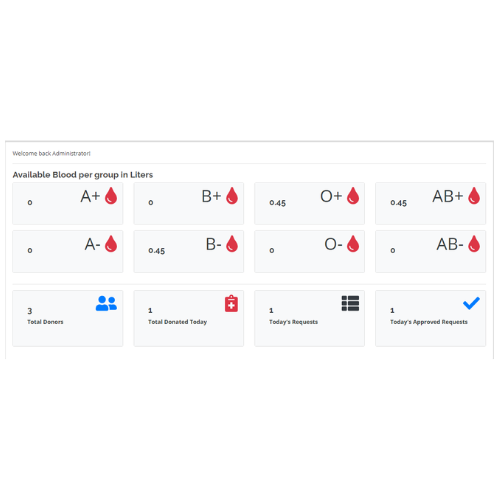 Welcome back Administrator!
Available Blood per group in Liters
0 A+ 0 B+ 0.45 O+ 0.45 AB+
0 A- 0.45 B- 0 O- 0 AB-
3 1 1 1
Total Donors Total Donated Today Today's Requests Today's Approved Requests